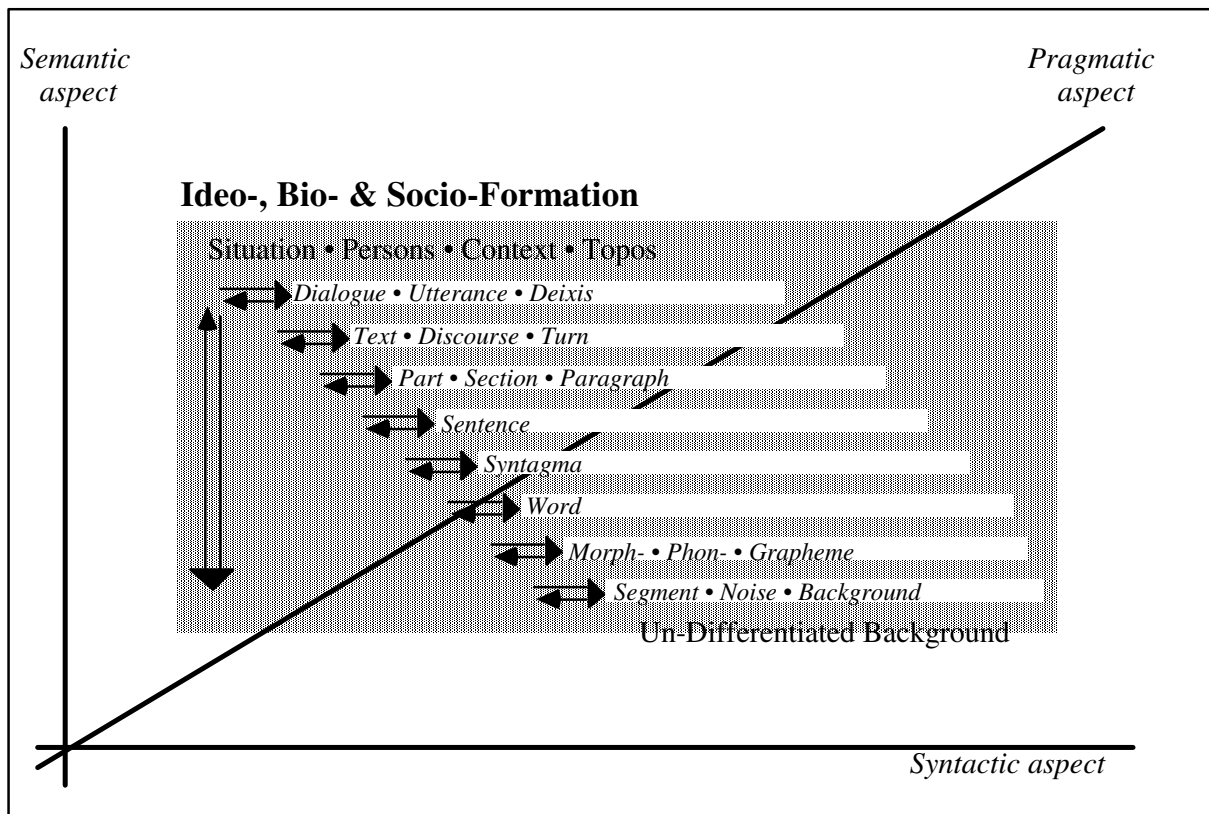 Semantic
aspect
Pragmatic
aspect
Ideo-, Bio- & Socio-Formation
Situation • Persons • Context • Topos
Dialogue • Utterance • Deixis
Text • Discourse • Turn
Part • Section • Paragraph
Sentence
Syntagma
Word
Morph- • Phon- • Grapheme
Segment • Noise • Background
Un-Differentiated Background
Syntactic aspect